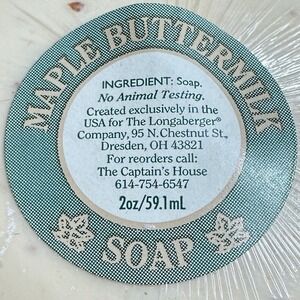 MAPLE BUTTERMILK
INGREDIENT: Soap.
No Animal Testing.
Created exclusively in the
USA for The Longaberger®
Company, 95 N. Chestnut St.,
Dresden, OH 43821
For reorders call:
The Captain's House
614-754-6547
2oz/59.1mL
SOAP